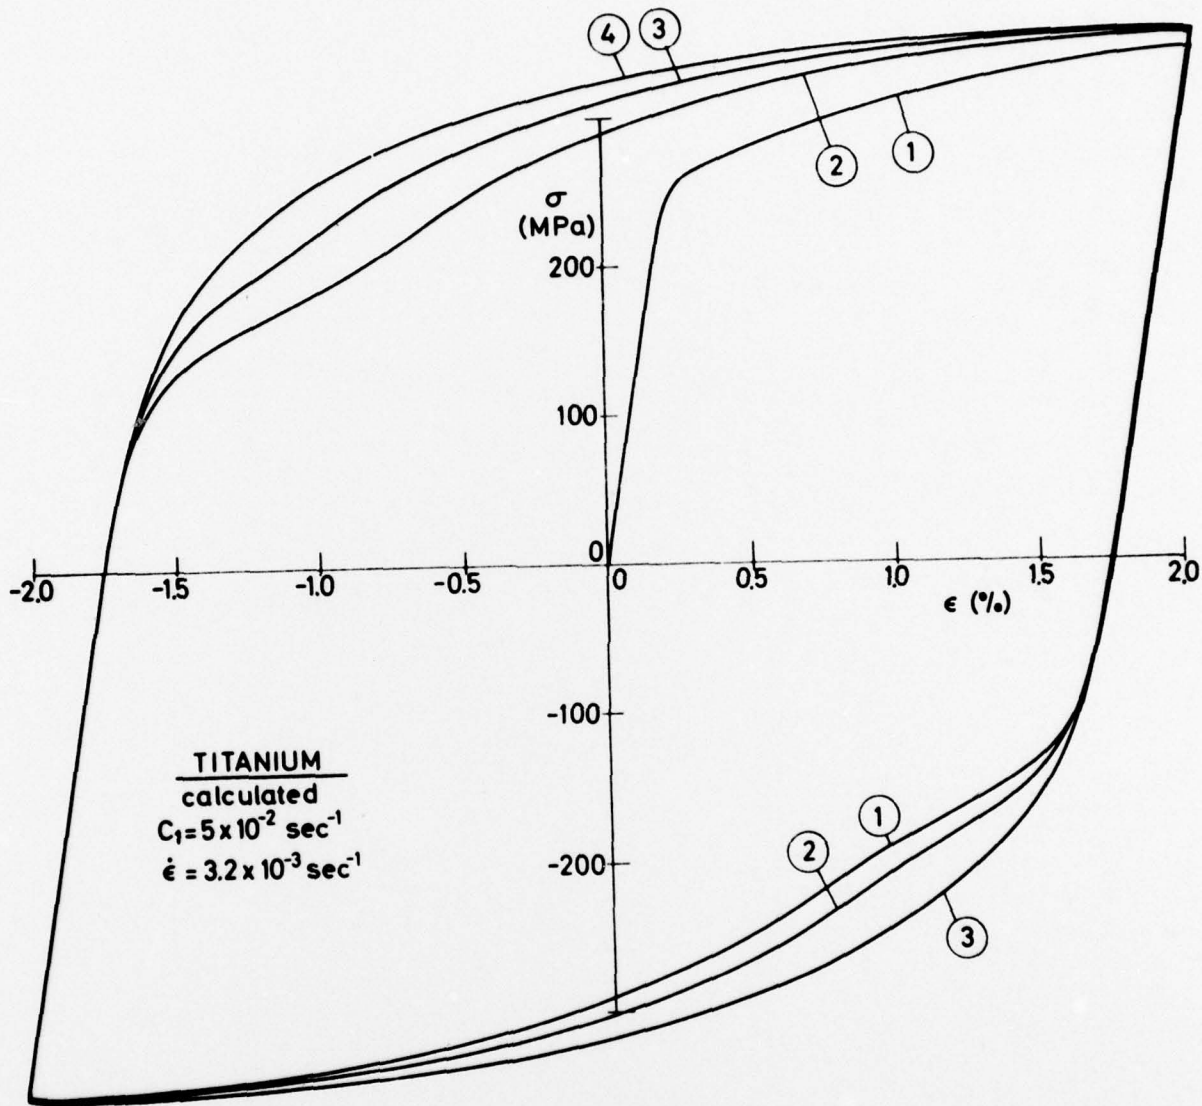 4 3
2 1
σ
(MPa)
200
100
0
-2.0 -1.5 -1.0 -0.5 0 0.5 1.0 1.5 2.0
ϵ (%)
-100
-200
TITANIUM
calculated
C₁ = 5 x 10⁻² sec⁻¹
ϵ̇ = 3.2 x 10⁻³ sec⁻¹
1
2
3